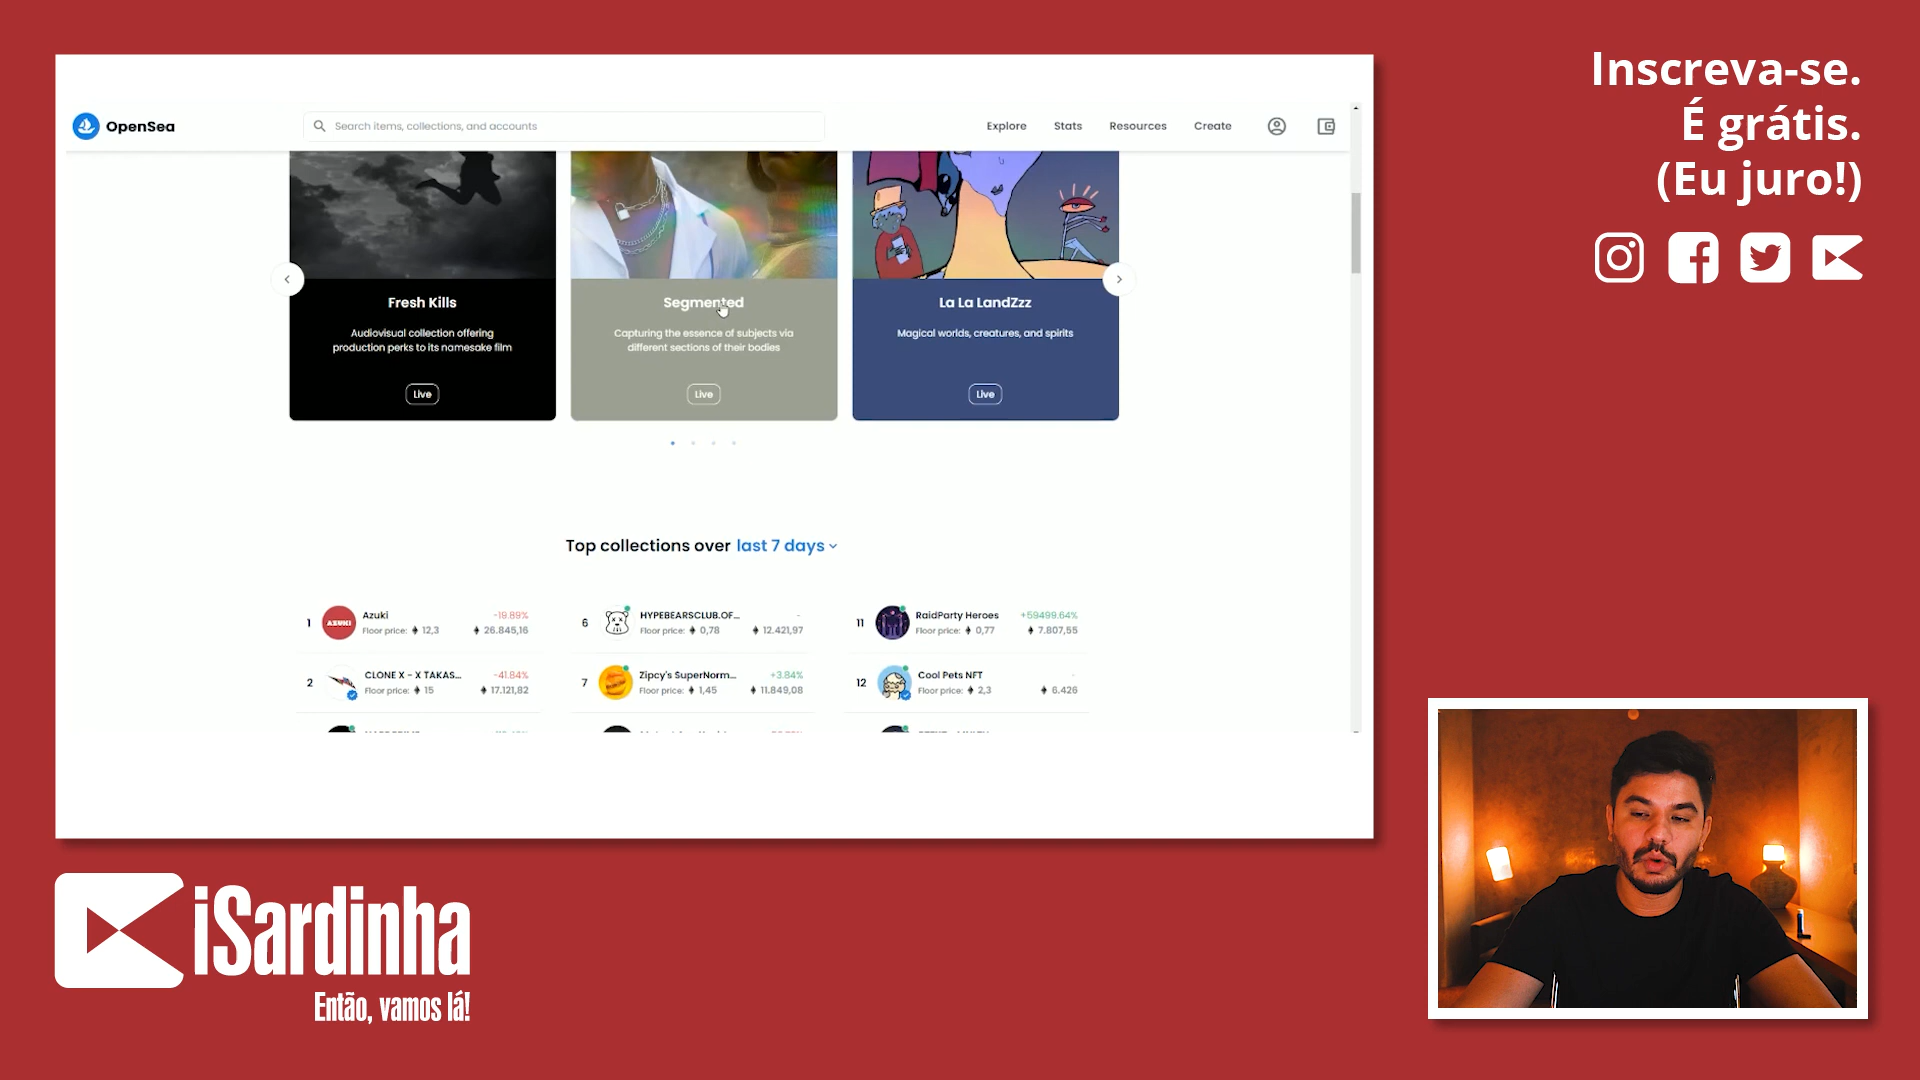 Inscreva-se.
É grátis.
(Eu juro!)
OpenSea
Search items, collections, and accounts
Explore
Stats
Resources
Create
Fresh Kills
Audiovisual collection offering
production perks to its namesake film
Live
Segmented
Capturing the essence of subjects via
different sections of their bodies
Live
La La LandZzz
Magical worlds, creatures, and spirits
Live
Top collections over last 7 days
1
AZUKI
Azuki
-19.89%
Floor price: 12,3
26.845,16
2
CLONE X - X TAKAS...
-41.84%
Floor price: 15
17.121,82
6
HYPEBEARSCLUB.OF...
-
Floor price: 0,78
12.421,97
7
Zipcy's SuperNorm...
+3.84%
Floor price: 1,45
11.849,08
11
RaidParty Heroes
+59499.64%
Floor price: 0,77
7.807,55
12
Cool Pets NFT
-
Floor price: 2,3
6.426
iSardinha
Então, vamos lá!